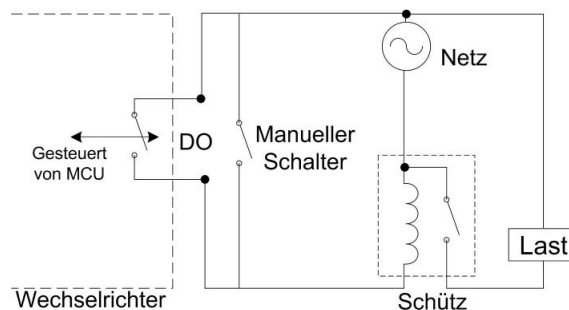 Netz
DO
Manueller
Schalter
Gesteuert
von MCU
Last
Wechselrichter
Schütz